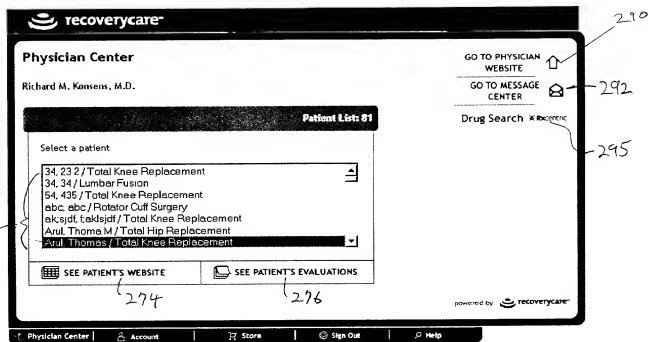 recoverycare
290
Physician Center
GO TO PHYSICIAN
WEBSITE
Richard M. Konsens, M.D.
GO TO MESSAGE
CENTER
292
Patient List: 81
Drug Search
295
Select a patient
34, 23 2 / Total Knee Replacement
34, 34 / Lumbar Fusion
54, 435 / Total Knee Replacement
abc, abc / Rotator Cuff Surgery
ak;sjdf, f;aklsjdf / Total Knee Replacement
Arul, Thoma M / Total Hip Replacement
Arul, Thomas / Total Knee Replacement
SEE PATIENT'S WEBSITE
SEE PATIENT'S EVALUATIONS
274
276
powered by recoverycare
Physician Center | Account | Store | Sign Out | Help